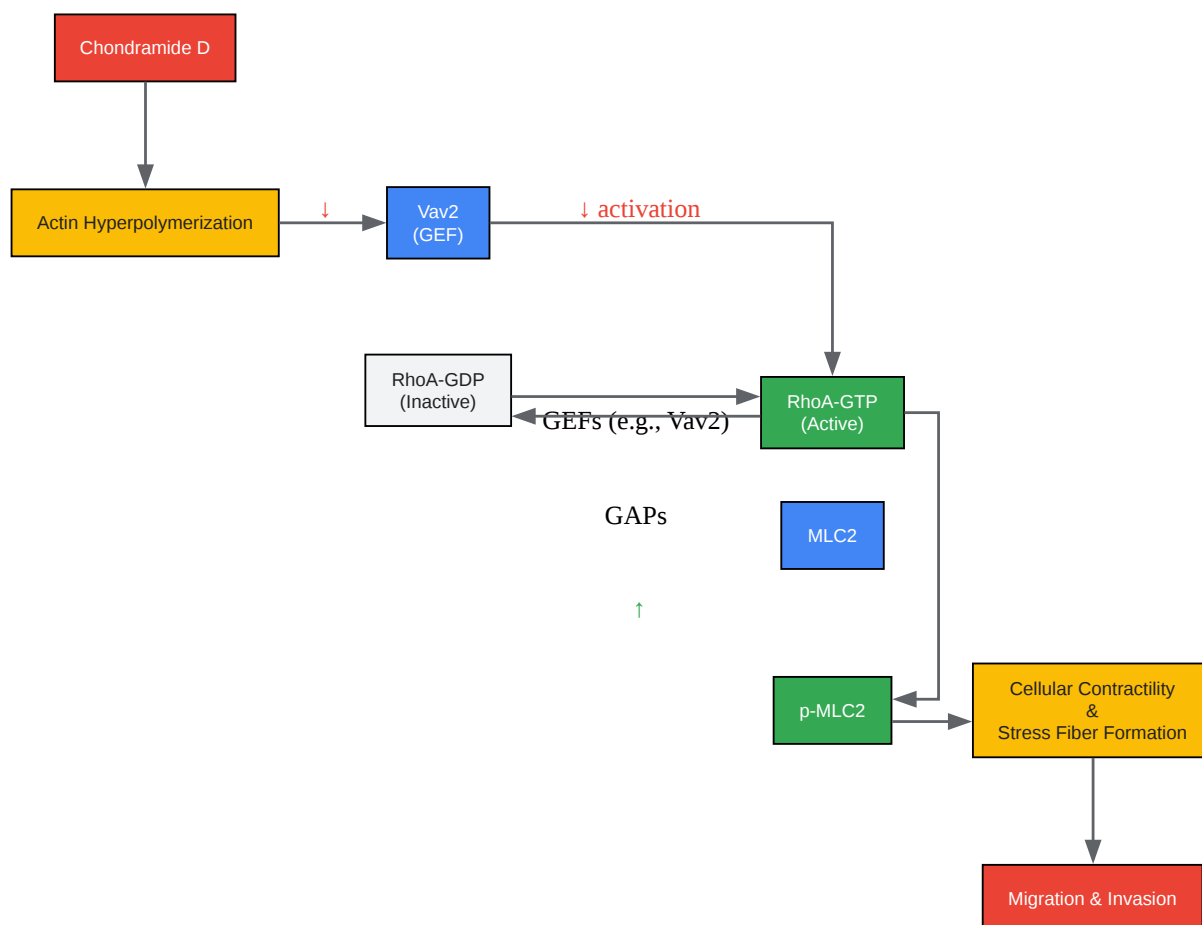 Chondramide D
Actin Hyperpolymerization
↓
Vav2
(GEF)
↓ activation
RhoA-GDP
(Inactive)
RhoA-GTP
(Active)
GEFs (e.g., Vav2)
GAPs
MLC2
↑
p-MLC2
Cellular Contractility
&
Stress Fiber Formation
Migration & Invasion